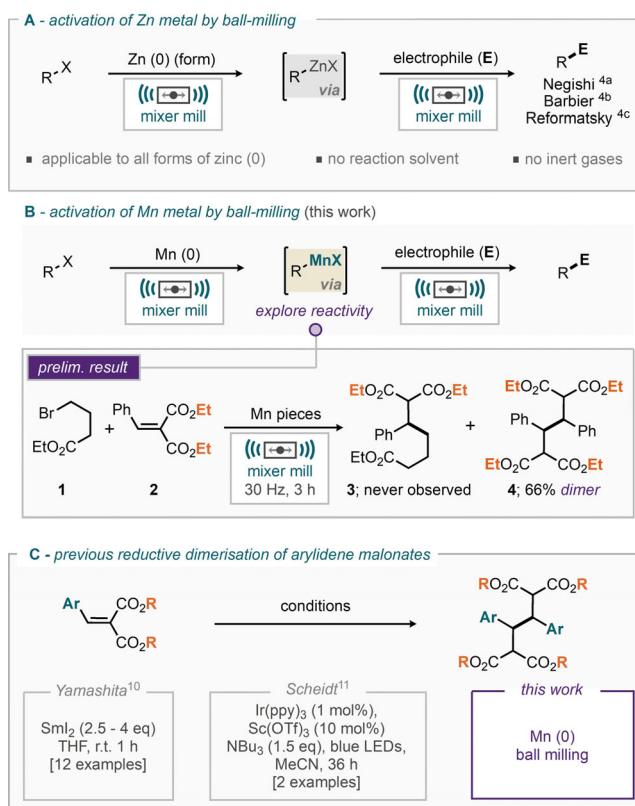 A - activation of Zn metal by ball-milling
R X
Zn (0) (form)
mixer mill
R ZnX
via
electrophile (E)
mixer mill
R E
Negishi 4a
Barbier 4b
Reformatsky 4c
▪ applicable to all forms of zinc (0) ▪ no reaction solvent ▪ no inert gases
B - activation of Mn metal by ball-milling (this work)
R X
Mn (0)
mixer mill
R MnX
via
explore reactivity
electrophile (E)
mixer mill
R E
prelim. result
Br
EtO2C
1
+
Ph
CO2Et
CO2Et
2
Mn pieces
mixer mill
30 Hz, 3 h
EtO2C CO2Et
Ph
EtO2C
3; never observed
+
EtO2C CO2Et
Ph Ph
EtO2C CO2Et
4; 66% dimer
C - previous reductive dimerisation of arylidene malonates
Ar
CO2R
CO2R
conditions
RO2C CO2R
Ar Ar
RO2C CO2R
Yamashita10
SmI2 (2.5 - 4 eq)
THF, r.t. 1 h
[12 examples]
Scheidt11
Ir(ppy)3 (1 mol%),
Sc(OTf)3 (10 mol%)
NBu3 (1.5 eq), blue LEDs,
MeCN, 36 h
[2 examples]
this work
Mn (0)
ball milling